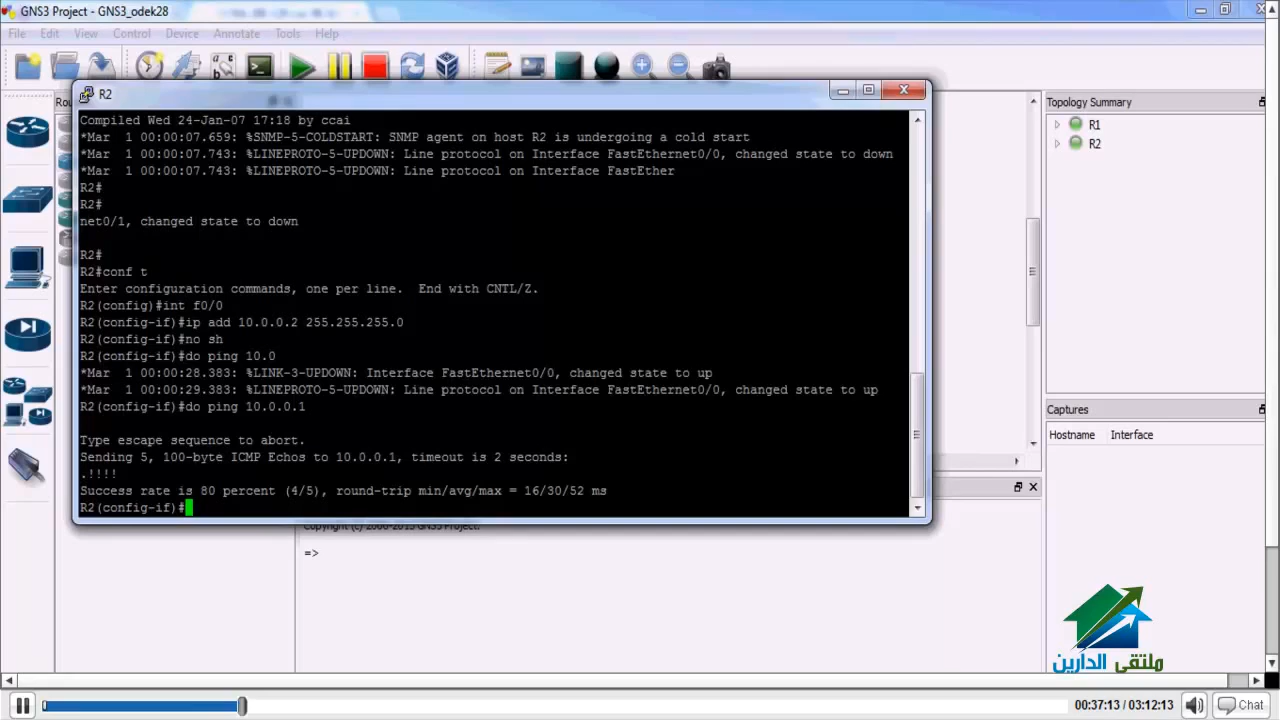 GNS3 Project - GNS3_odek28
File Edit View Control Device Annotate Tools Help
R2
Rou
Compiled Wed 24-Jan-07 17:18 by ccai
*Mar  1 00:00:07.659: %SNMP-5-COLDSTART: SNMP agent on host R2 is undergoing a cold start
*Mar  1 00:00:07.743: %LINEPROTO-5-UPDOWN: Line protocol on Interface FastEthernet0/0, changed state to down
*Mar  1 00:00:07.743: %LINEPROTO-5-UPDOWN: Line protocol on Interface FastEther
R2#
R2#
net0/1, changed state to down
R2#
R2#conf t
Enter configuration commands, one per line.  End with CNTL/Z.
R2(config)#int f0/0
R2(config-if)#ip add 10.0.0.2 255.255.255.0
R2(config-if)#no sh
R2(config-if)#do ping 10.0
*Mar  1 00:00:28.383: %LINK-3-UPDOWN: Interface FastEthernet0/0, changed state to up
*Mar  1 00:00:29.383: %LINEPROTO-5-UPDOWN: Line protocol on Interface FastEthernet0/0, changed state to up
R2(config-if)#do ping 10.0.0.1
Type escape sequence to abort.
Sending 5, 100-byte ICMP Echos to 10.0.0.1, timeout is 2 seconds:
.!!!!
Success rate is 80 percent (4/5), round-trip min/avg/max = 16/30/52 ms
R2(config-if)#
GNS3 Project.
=>
Topology Summary
R1
R2
Captures
Hostname Interface
ملتقى الدارين
00:37:13 / 03:12:13
Chat